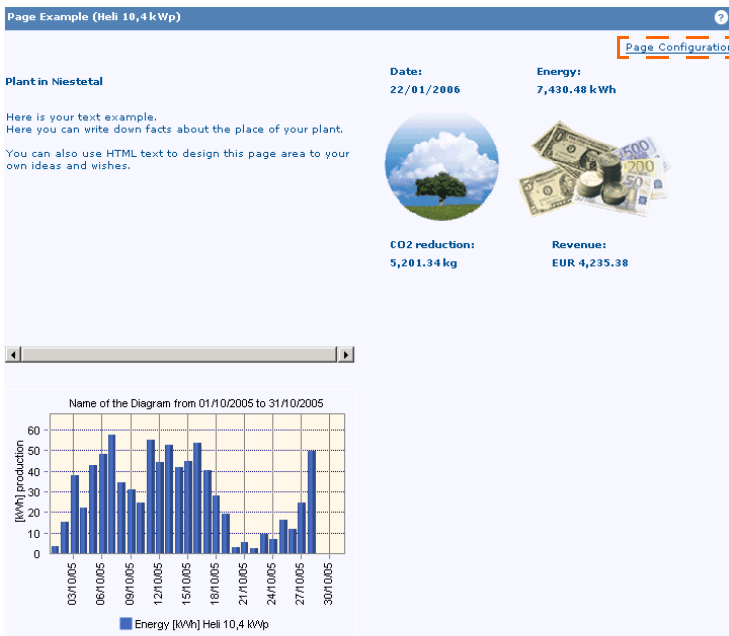 Page Example (Heli 10,4 kWp)
?
Page Configuration
Plant in Niestetal
Here is your text example.
Here you can write down facts about the place of your plant.
You can also use HTML text to design this page area to your
own ideas and wishes.
Date:
22/01/2006
Energy:
7,430.48 kWh
500
200
50
CO2 reduction:
5,201.34 kg
Revenue:
EUR 4,235.38
Name of the Diagram from 01/10/2005 to 31/10/2005
[kWh] production
60
50
40
30
20
10
0
03/10/05
06/10/05
09/10/05
12/10/05
15/10/05
18/10/05
21/10/05
24/10/05
27/10/05
30/10/05
Energy [kWh] Heli 10,4 kWp